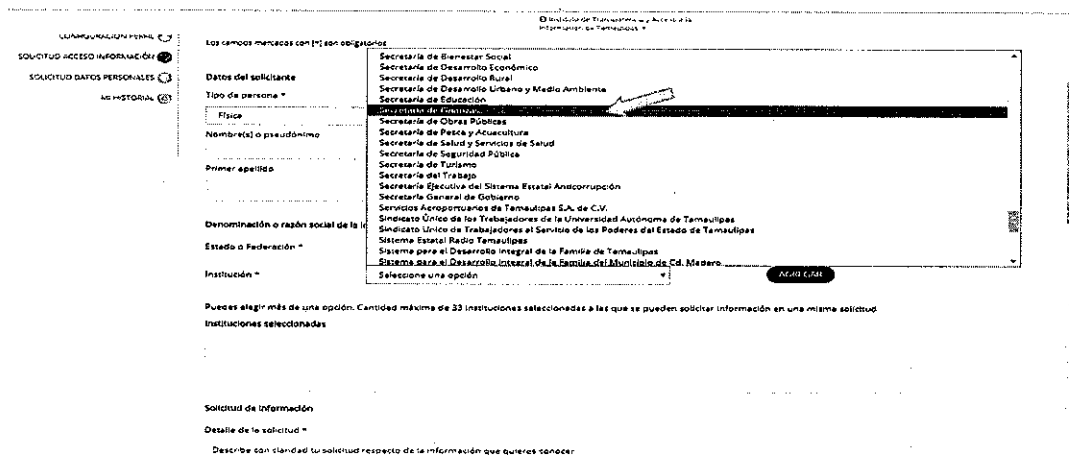 El Instituto de Transparencia y Acceso a la
Información de Tamaulipas
CONFIGURACIÓN PERFIL
SOLICITUD ACCESO INFORMACIÓN
SOLICITUD DATOS PERSONALES
MI HISTORIAL
Los campos marcados con [*] son obligatorios
Datos del solicitante
Tipo de persona *
Física
Nombre(s) o pseudónimo
Primer apellido
Denominación o razón social de la
Estado o Federación *
Institución *
Secretaría de Bienestar Social
Secretaría de Desarrollo Económico
Secretaría de Desarrollo Rural
Secretaría de Desarrollo Urbano y Medio Ambiente
Secretaría de Educación
Secretaría de Finanzas
Secretaría de Obras Públicas
Secretaría de Pesca y Acuacultura
Secretaría de Salud y Servicios de Salud
Secretaría de Seguridad Pública
Secretaría de Turismo
Secretaría del Trabajo
Secretaría Ejecutiva del Sistema Estatal Anticorrupción
Secretaría General de Gobierno
Servicios Aeroportuarios de Tamaulipas S.A. de C.V.
Sindicato Único de los Trabajadores de la Universidad Autónoma de Tamaulipas
Sindicato Unico de Trabajadores al Servicio de los Poderes del Estado de Tamaulipas
Sistema Estatal Radio Tamaulipas
Sistema para el Desarrollo Integral de la Familia de Tamaulipas
Sistema para el Desarrollo Integral de la Familia del Municipio de Cd. Madero
Seleccione una opción
AGREGAR
Puedes elegir más de una opción. Cantidad máxima de 33 instituciones seleccionadas a las que se pueden solicitar información en una misma solicitud
Instituciones seleccionadas
Solicitud de información
Detalle de la solicitud *
Describe con claridad tu solicitud respecto de la información que quieres conocer